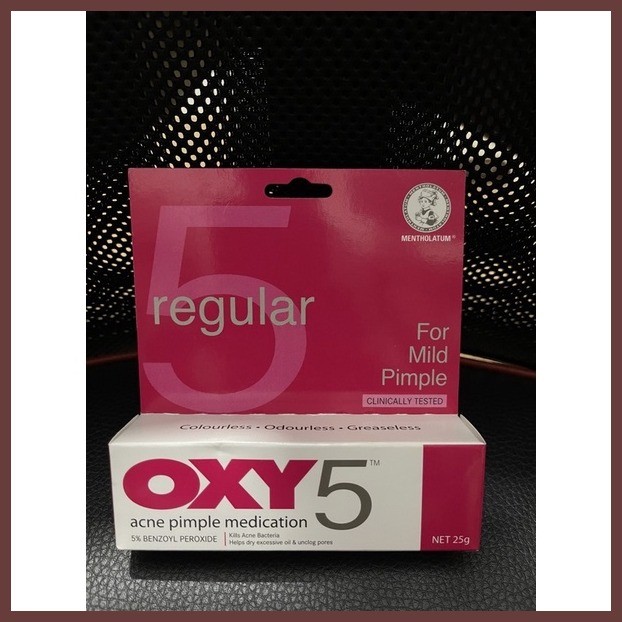 MENTHOLATUM®
5
regular
For
Mild
Pimple
CLINICALLY TESTED
Colourless • Odourless • Greaseless
OXY5™
acne pimple medication
5% BENZOYL PEROXIDE
Kills Acne Bacteria
Helps dry excessive oil & unclog pores
NET 25g